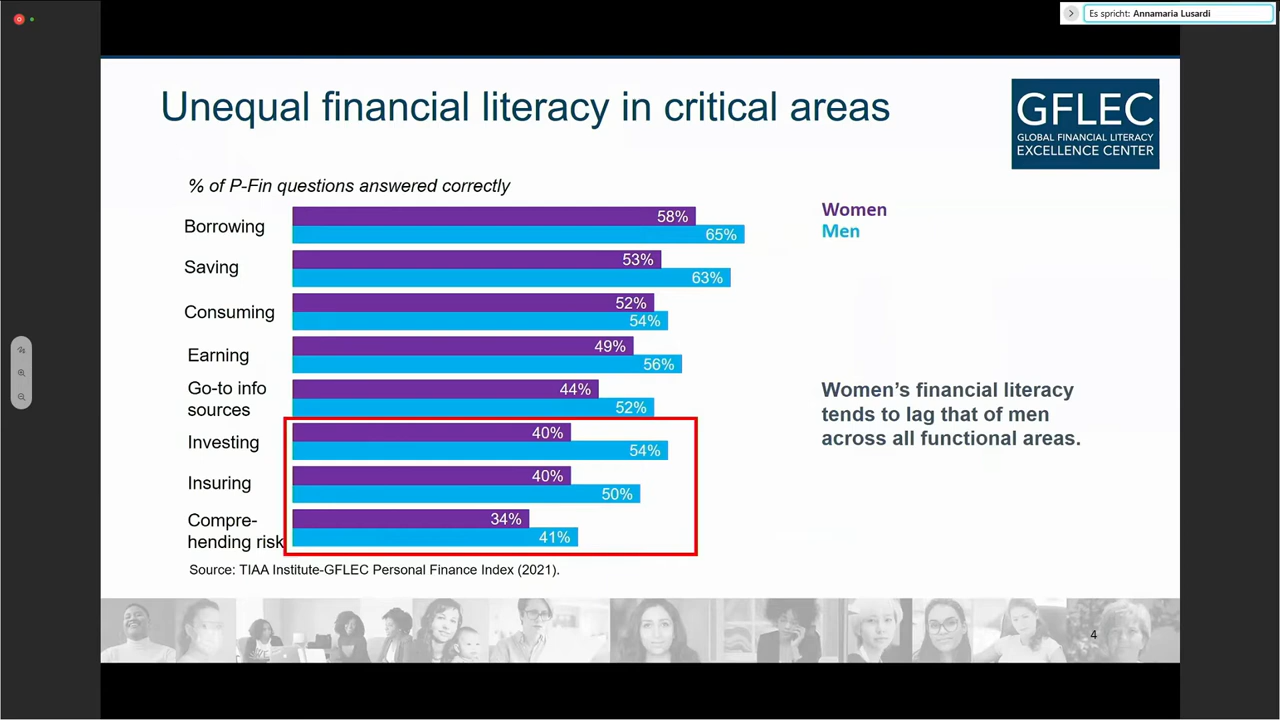 Es spricht: Annamaria Lusardi
Unequal financial literacy in critical areas
GFLEC
GLOBAL FINANCIAL LITERACY
EXCELLENCE CENTER
% of P-Fin questions answered correctly
Women
Men
Borrowing
58%
65%
Saving
53%
63%
Consuming
52%
54%
Earning
49%
56%
Go-to info
sources
44%
52%
Investing
40%
54%
Insuring
40%
50%
Compre-
hending risk
34%
41%
Women’s financial literacy
tends to lag that of men
across all functional areas.
Source: TIAA Institute-GFLEC Personal Finance Index (2021).
4